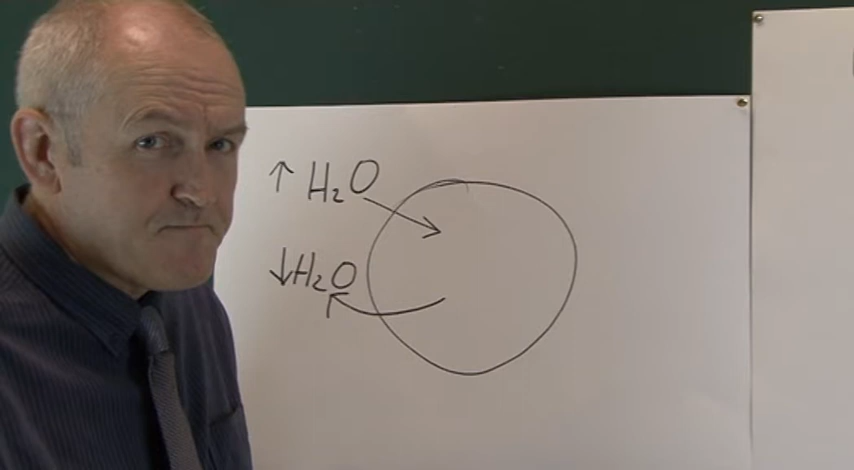 ↑ H₂O
↓ H₂O